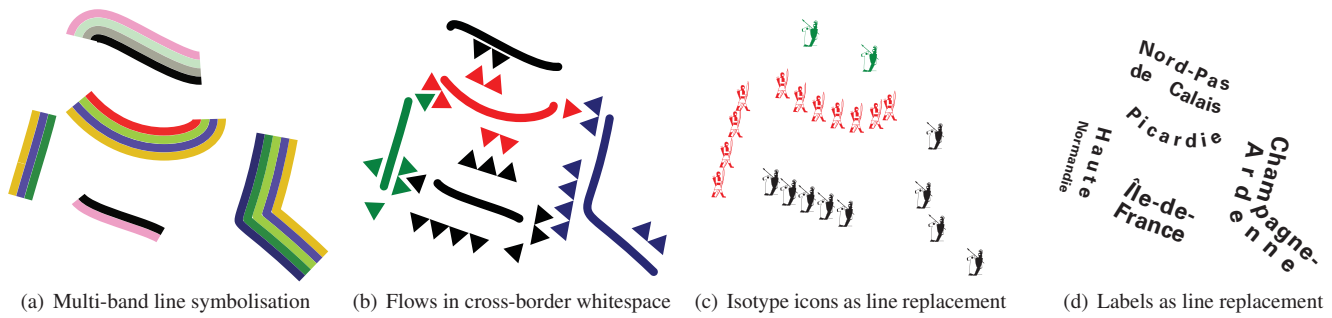 Nord-Pas
de Calais
Picardie
Haute
Normandie
Île-de-
France
Champagne-
Ardenne
(a) Multi-band line symbolisation
(b) Flows in cross-border whitespace
(c) Isotype icons as line replacement
(d) Labels as line replacement